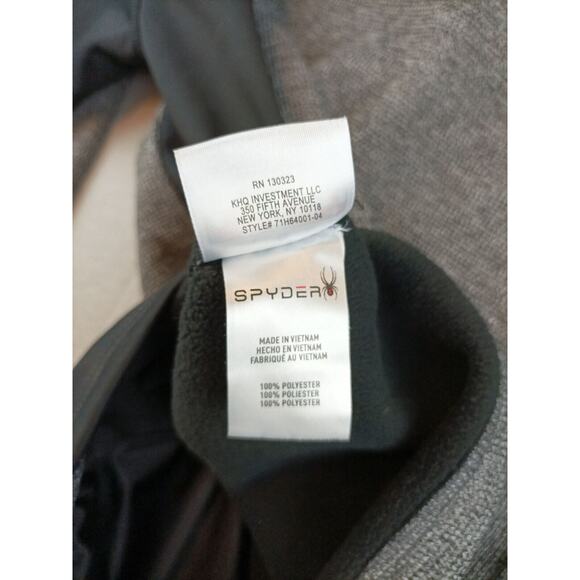 RN 130323
KHQ INVESTMENT LLC
350 FIFTH AVENUE
NEW YORK, NY 10118
STYLE# 71H64001-04
SPYDER
MADE IN VIETNAM
HECHO EN VIETNAM
FABRIQUÉ AU VIETNAM
100% POLYESTER
100% POLIESTER
100% POLYESTER